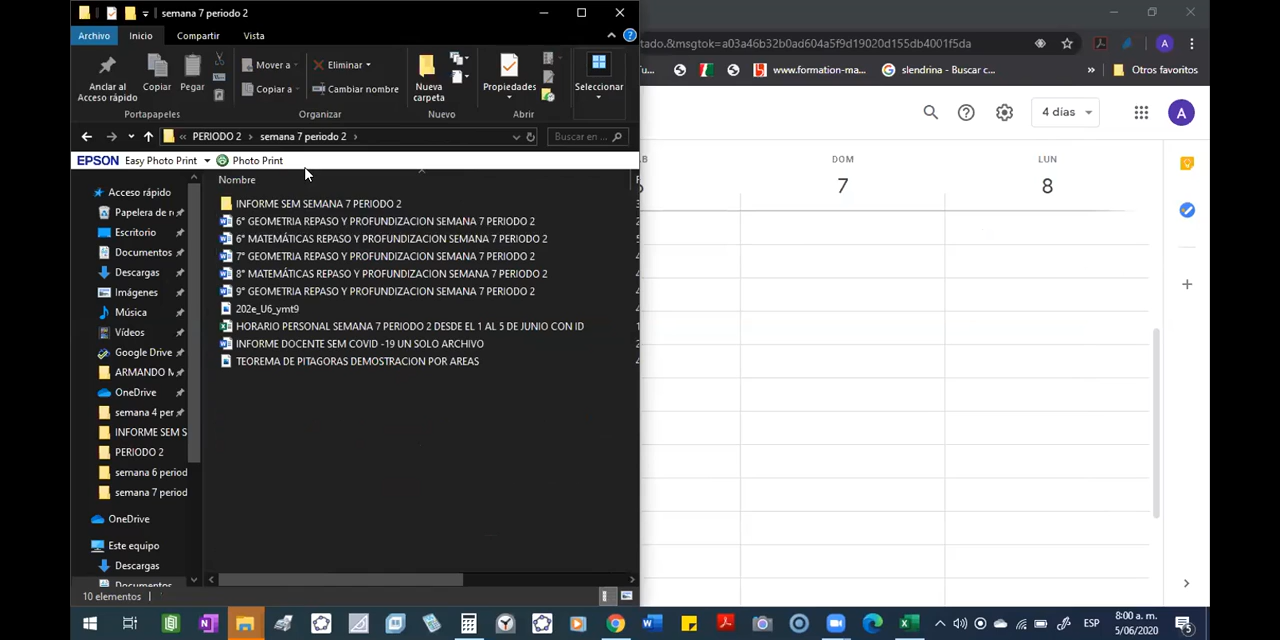 semana 7 periodo 2
Archivo Inicio Compartir Vista
Anclar al Acceso rápido
Copiar
Pegar
Mover a
Copiar a
Eliminar
Cambiar nombre
Nueva carpeta
Propiedades
Seleccionar
Portapapeles Organizar Nuevo Abrir
« PERIODO 2 > semana 7 periodo 2 >
Buscar en ...
EPSON Easy Photo Print Photo Print
Nombre
INFORME SEM SEMANA 7 PERIODO 2
6° GEOMETRIA REPASO Y PROFUNDIZACION SEMANA 7 PERIODO 2
6° MATEMÁTICAS REPASO Y PROFUNDIZACION SEMANA 7 PERIODO 2
7° GEOMETRIA REPASO Y PROFUNDIZACION SEMANA 7 PERIODO 2
8° MATEMÁTICAS REPASO Y PROFUNDIZACION SEMANA 7 PERIODO 2
9° GEOMETRIA REPASO Y PROFUNDIZACION SEMANA 7 PERIODO 2
202e_U6_ymt9
HORARIO PERSONAL SEMANA 7 PERIODO 2 DESDE EL 1 AL 5 DE JUNIO CON ID
INFORME DOCENTE SEM COVID -19 UN SOLO ARCHIVO
TEOREMA DE PITAGORAS DEMOSTRACION POR AREAS
Acceso rápido
Papelera de r
Escritorio
Documentos
Descargas
Imágenes
Música
Vídeos
Google Drive
ARMANDO M
OneDrive
semana 4 per
INFORME SEM S
PERIODO 2
semana 6 period
semana 7 period
OneDrive
Este equipo
Descargas
Documentos
10 elementos
tado.&msgtok=a03a46b32b0ad604a5f9d19020d155db4001f5da
A
www.formation-ma...
slendrina - Buscar c...
» Otros favoritos
4 días
A
DOM
7
LUN
8
ESP
8:00 a. m.
5/06/2020
5